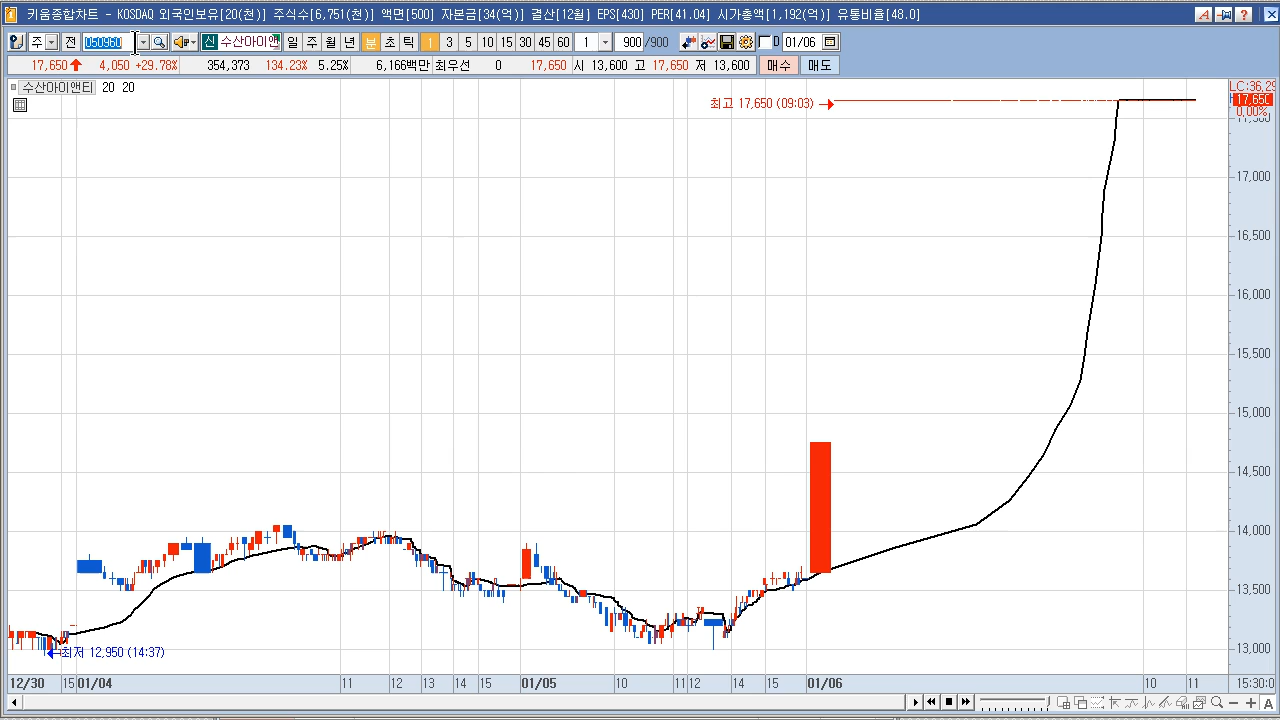 키움종합차트 - KOSDAQ 외국인보유[20(천)] 주식수[6,751(천)] 액면[500] 자본금[34(억)] 결산[12월] EPS[430] PER[41.04] 시가총액[1,192(억)] 유통비율[48.0]
주 전 050960 신 수산아이앤 일 주 월 년 분 초 틱 1 3 5 10 15 30 45 60 1 900 /900 D 01/06
17,650 4,050 +29.78% 354,373 134.23% 5.25% 6,166백만 최우선 0 17,650 시 13,600 고 17,650 저 13,600 매수 매도
수산아이앤티 20 20
LC:36,29
17,650
0.00%
최고 17,650 (09:03)
17,000
16,500
16,000
15,500
15,000
14,500
14,000
13,500
13,000
최저 12,950 (14:37)
12/30 15 01/04 11 12 13 14 15 01/05 10 11 12 14 15 01/06 10 11 15:30:0
A